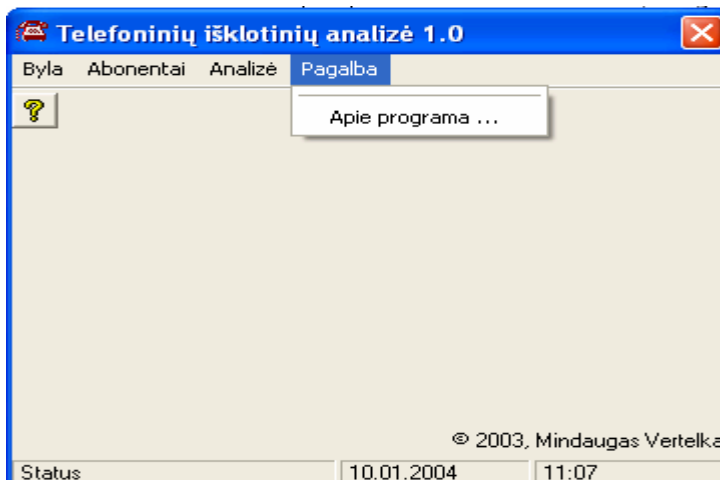 Telefoninių išklotinių analizė 1.0
Byla Abonentai Analizė Pagalba
Apie programa ...
© 2003, Mindaugas Vertelka
Status 10.01.2004 11:07